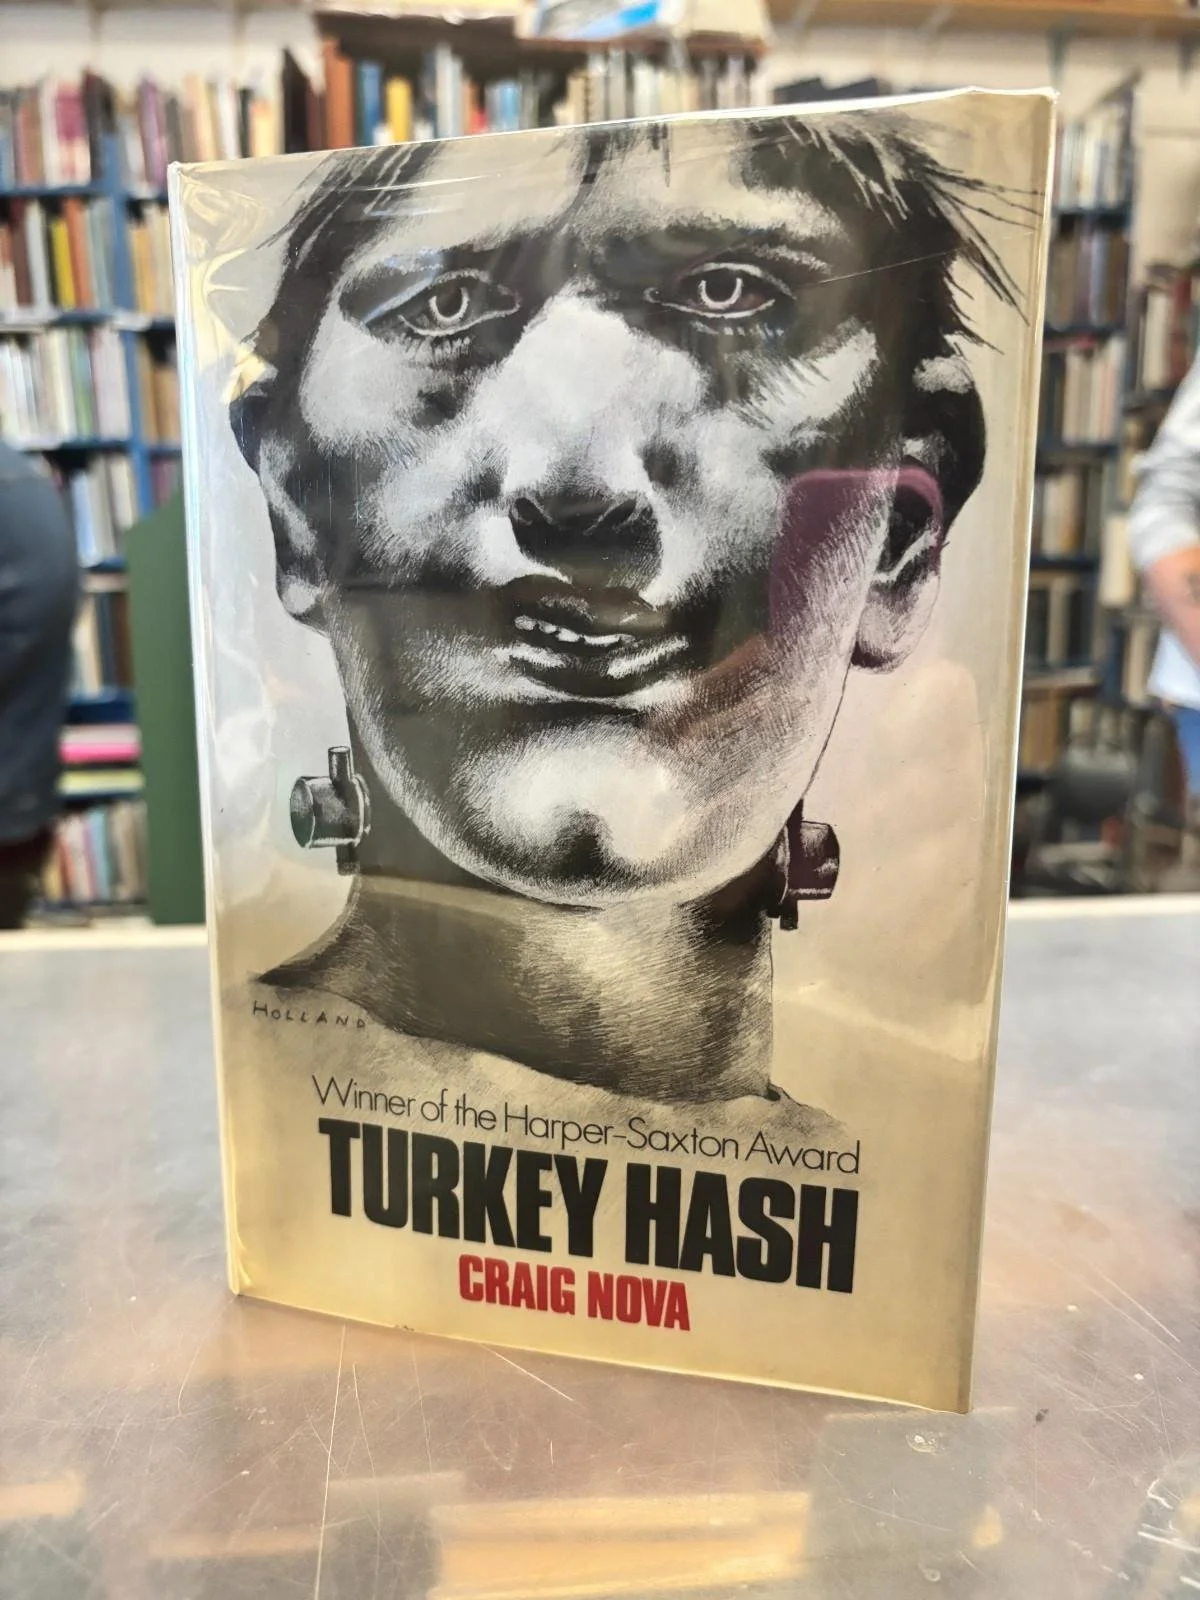 HOLLAND
Winner of the Harper-Saxton Award
TURKEY HASH
CRAIG NOVA